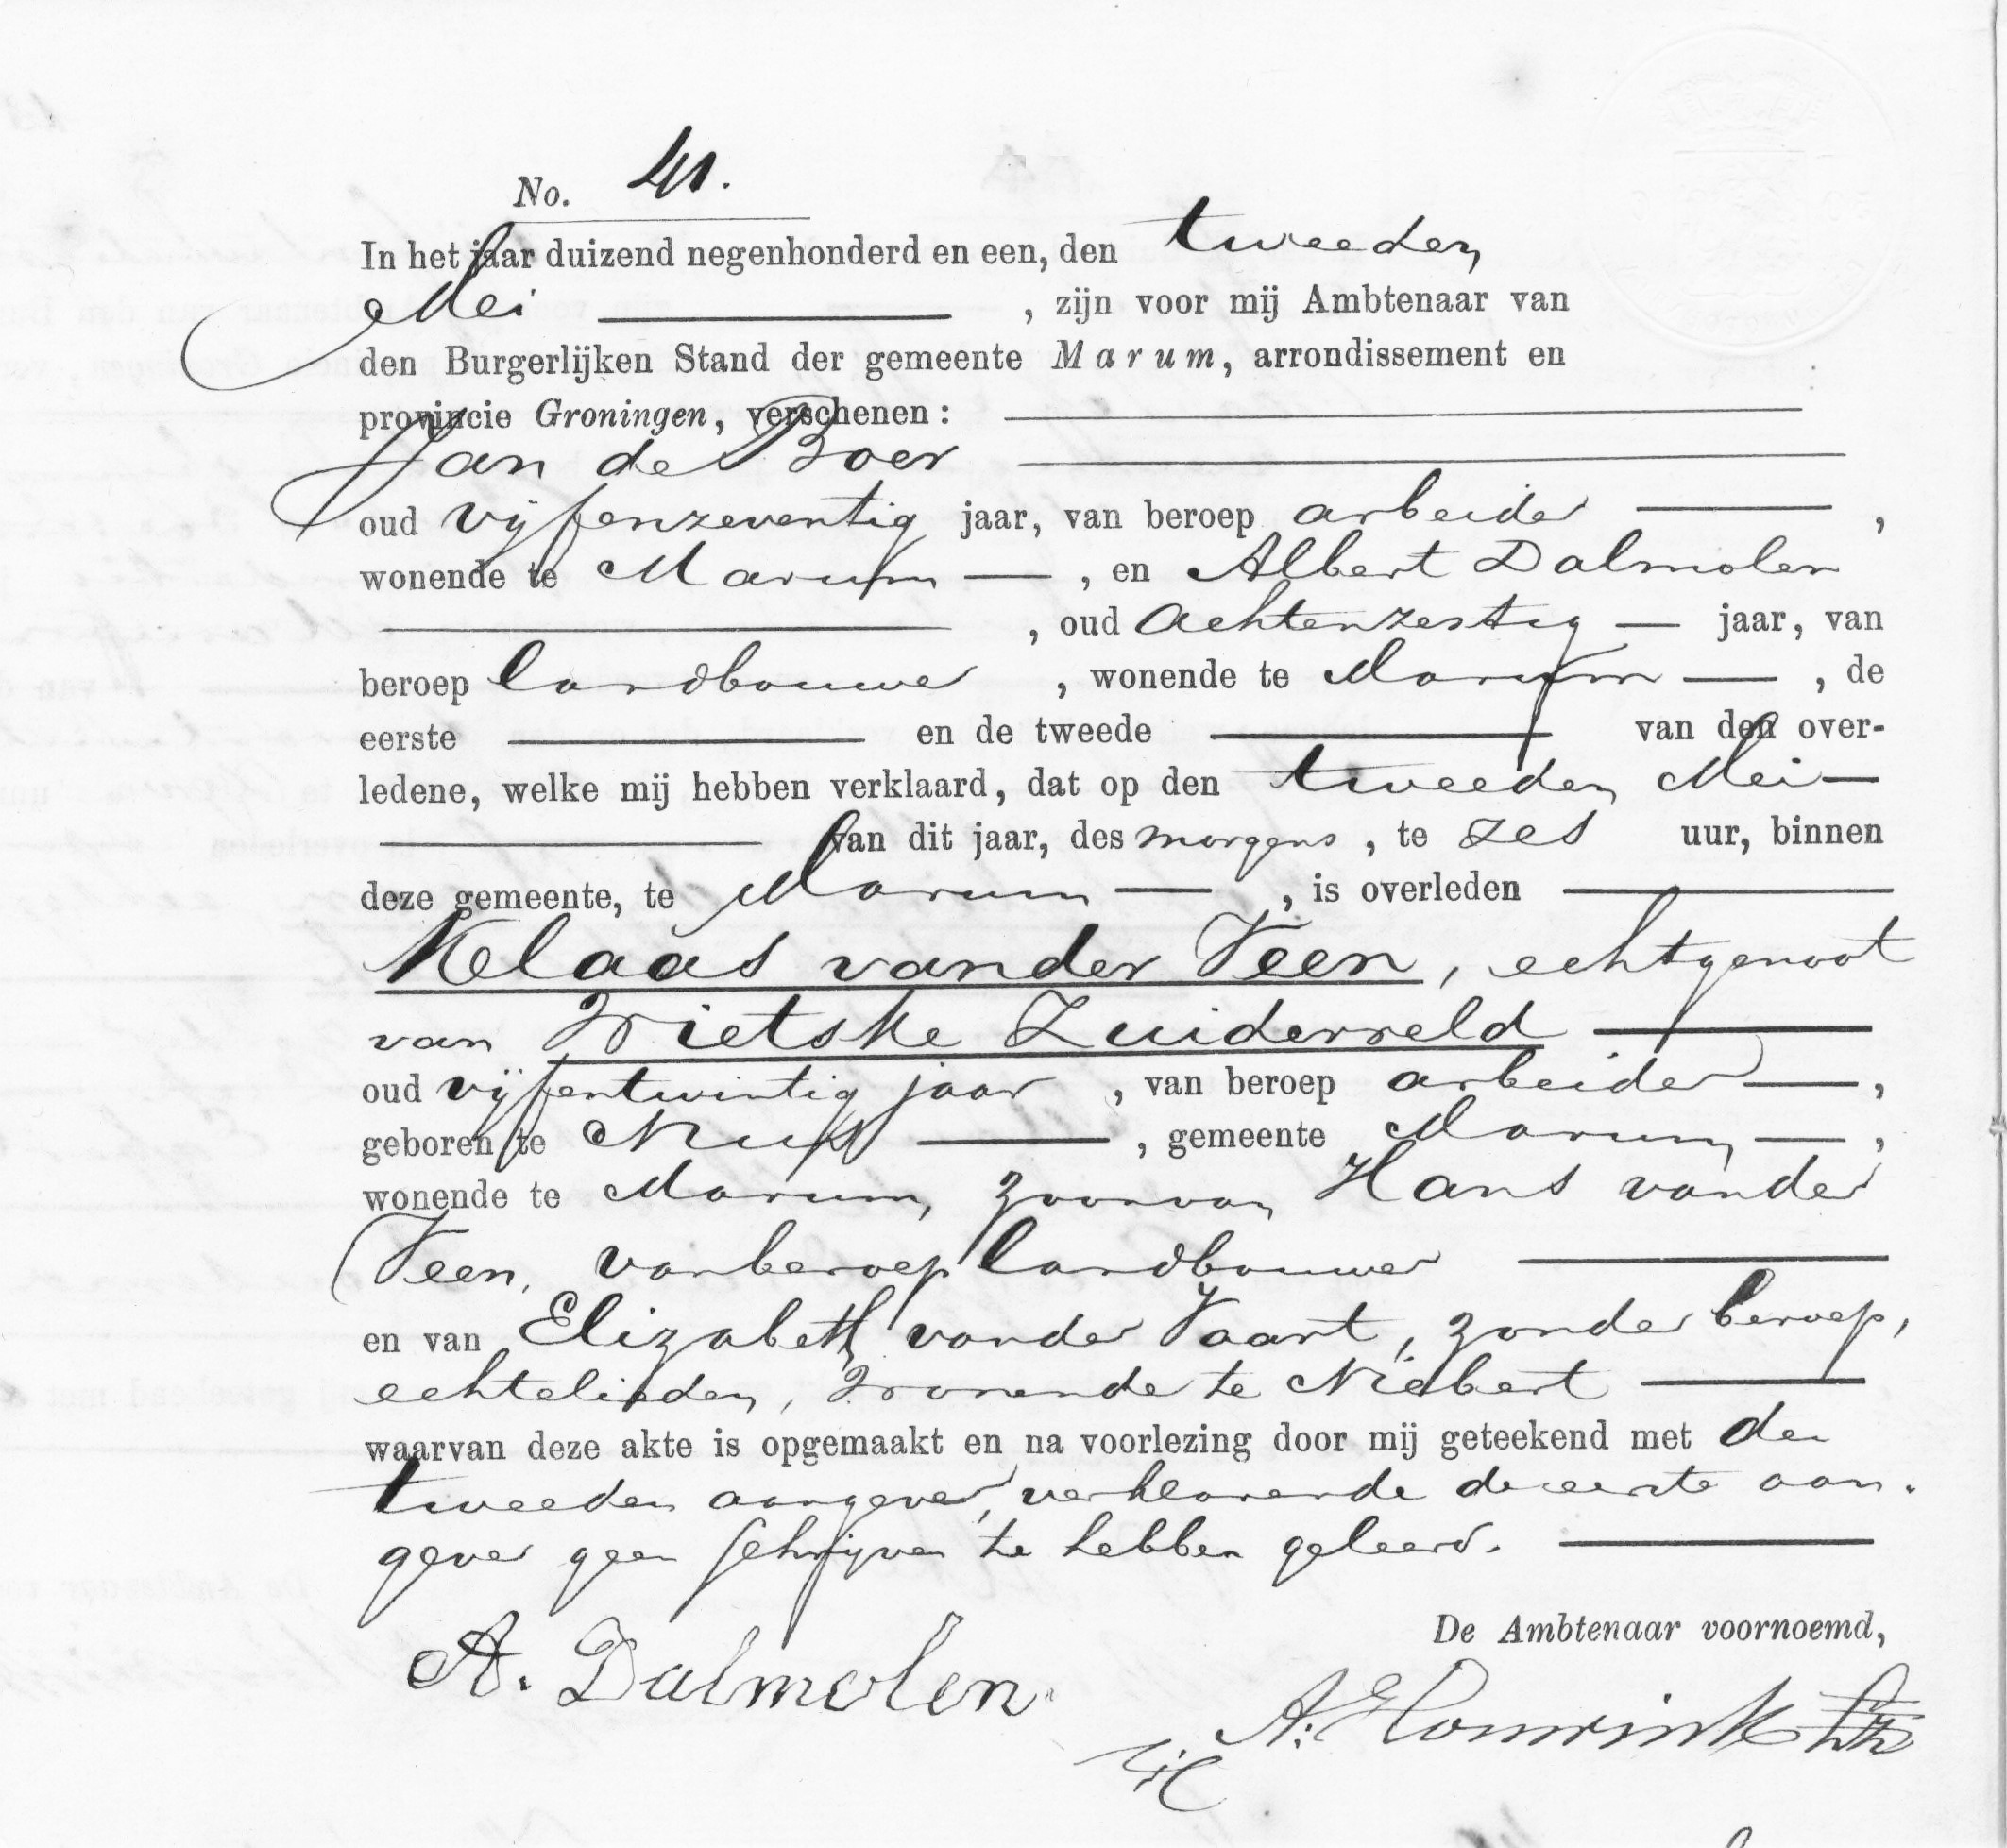 No. 41.
In het jaar duizend negenhonderd en een, den tweeden
Mei , zijn voor mij Ambtenaar van
den Burgerlijken Stand der gemeente Marum, arrondissement en
provincie Groningen, verschenen:
Jan de Boer
oud vijfenzeventig jaar, van beroep arbeider ,
wonende te Marum , en Albert Dalmolen
, oud achtenzestig jaar, van
beroep landbouwer , wonende te Marum , de
eerste en de tweede van den over-
ledene, welke mij hebben verklaard, dat op den tweeden Mei
van dit jaar, des morgens , te zes uur, binnen
deze gemeente, te Marum , is overleden
Klaas van der Veen, echtgenoot
van Wietske Zuiderveld
oud vijfentwintig jaar , van beroep arbeider ,
geboren te Nuis , gemeente Marum ,
wonende te Marum, zoon van Hans van der
Veen, van beroep landbouwer
en van Elizabeth van der Vaart, zonder beroep,
echtelieden, wonende te Niebert
waarvan deze akte is opgemaakt en na voorlezing door mij geteekend met den
tweeden aangever, verklarende de eerste aan-
gever geen schrijven te hebben geleerd.
De Ambtenaar voornoemd,
A. Dalmolen